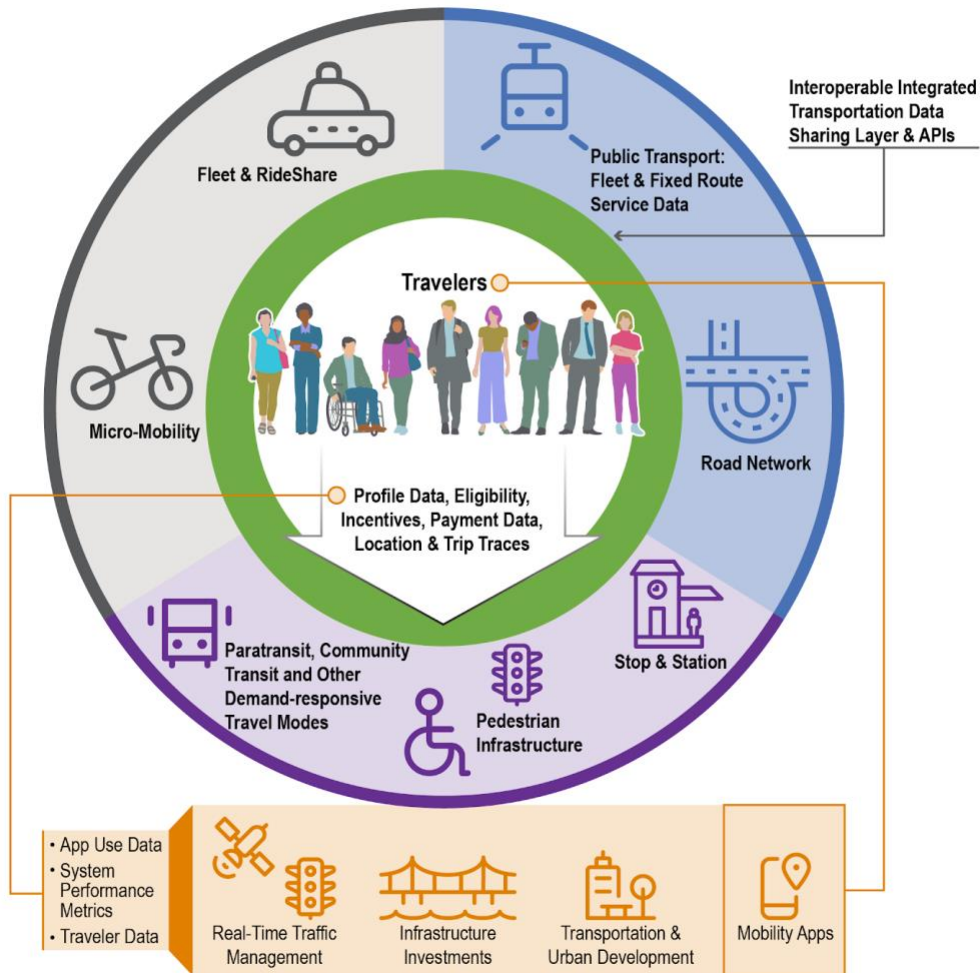 Interoperable Integrated
Transportation Data
Sharing Layer & APIs
Fleet & RideShare
Public Transport:
Fleet & Fixed Route
Service Data
Travelers
Micro-Mobility
Road Network
Profile Data, Eligibility,
Incentives, Payment Data,
Location & Trip Traces
Paratransit, Community
Transit and Other
Demand-responsive
Travel Modes
Pedestrian
Infrastructure
Stop & Station
• App Use Data
• System
Performance
Metrics
• Traveler Data
Real-Time Traffic
Management
Infrastructure
Investments
Transportation &
Urban Development
Mobility Apps